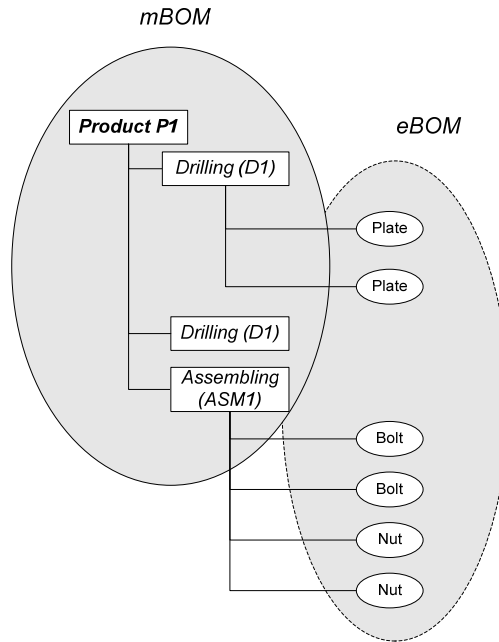 mBOM
eBOM
Product P1
Drilling (D1)
Plate
Plate
Drilling (D1)
Assembling
(ASM1)
Bolt
Bolt
Nut
Nut